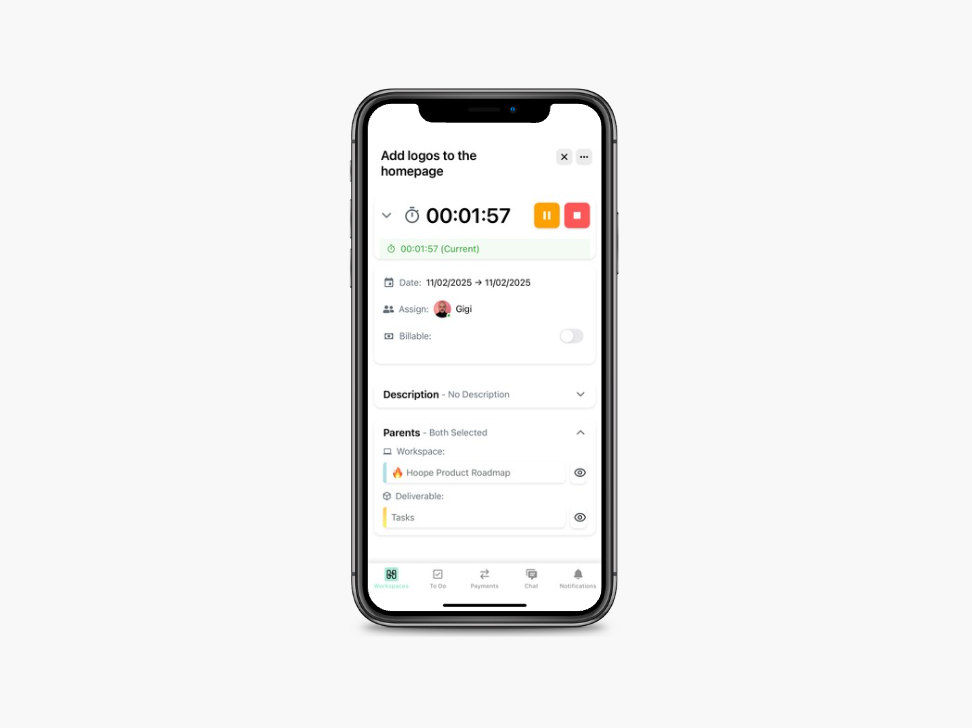 Add logos to the
homepage
00:01:57
00:01:57 (Current)
Date: 11/02/2025 → 11/02/2025
Assign: Gigi
Billable:
Description - No Description
Parents - Both Selected
Workspace:
🔥 Hoope Product Roadmap
Deliverable:
Tasks
Workspaces To Do Payments Chat Notifications